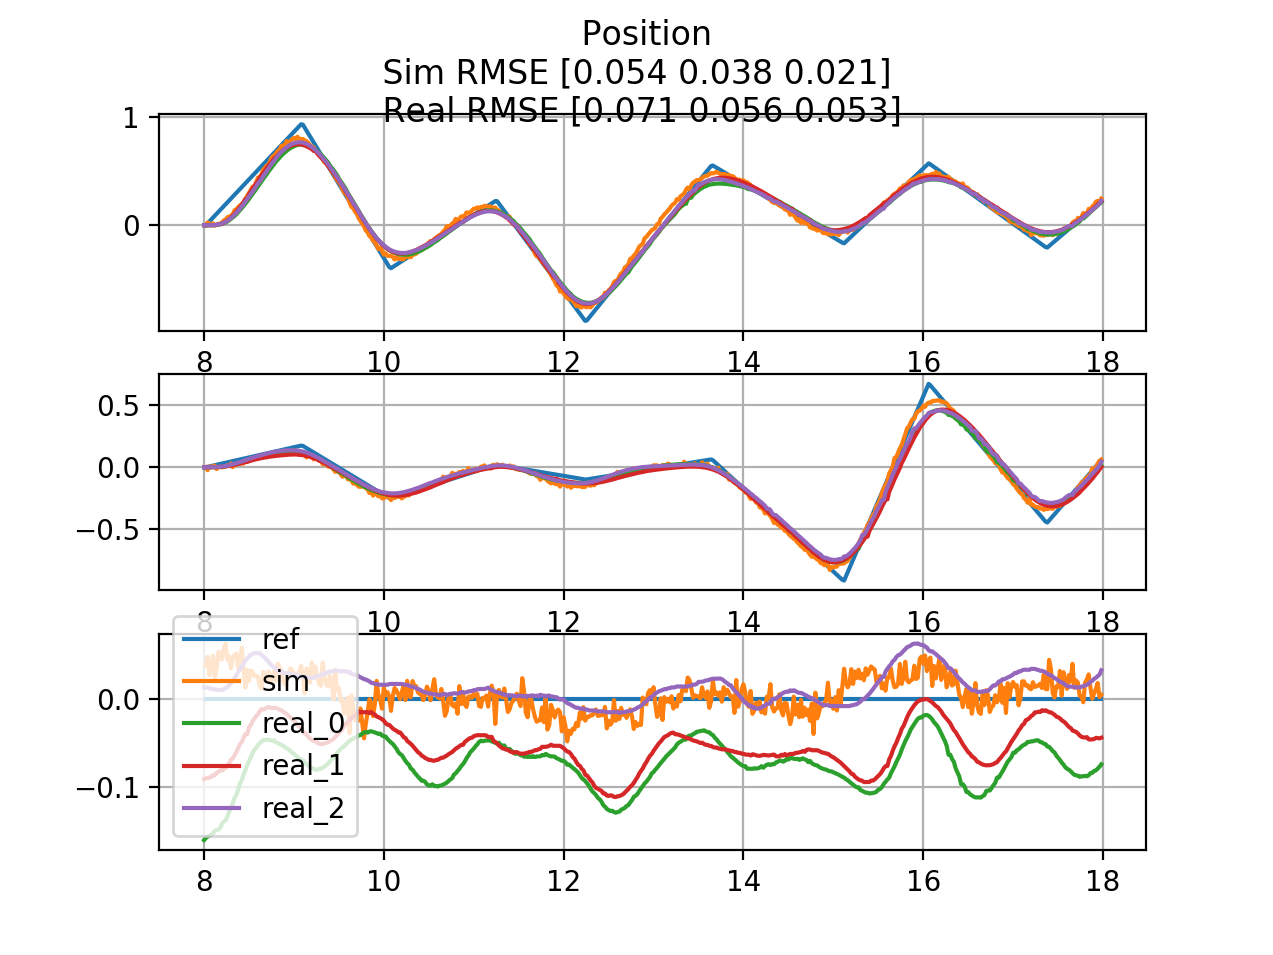 Position
Sim RMSE [0.054 0.038 0.021]
Real RMSE [0.071 0.056 0.053]
1
0
8 10 12 14 16 18
0.5
0.0
−0.5
8 10 12 14 16 18
0.0
−0.1
ref
sim
real_0
real_1
real_2
8 10 12 14 16 18